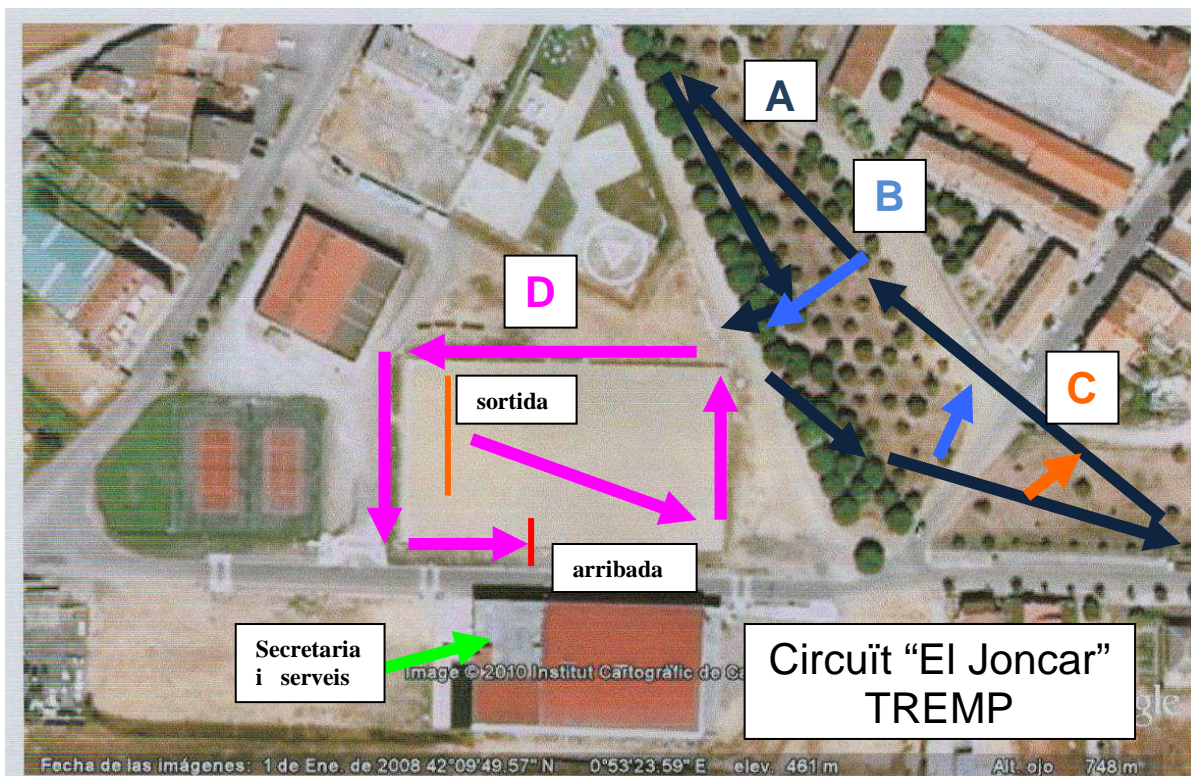 A
B
D
sortida
C
arribada
Secretaria
i serveis
Image © 2010 Institut Cartogràfic de Ca
Circuït “El Joncar”
TREMP
gle
Fecha de las imágenes: 1 de Ene. de 2008 42°09'49.57" N 0°53'23.59" E elev. 461 m Alt. ojo 748 m